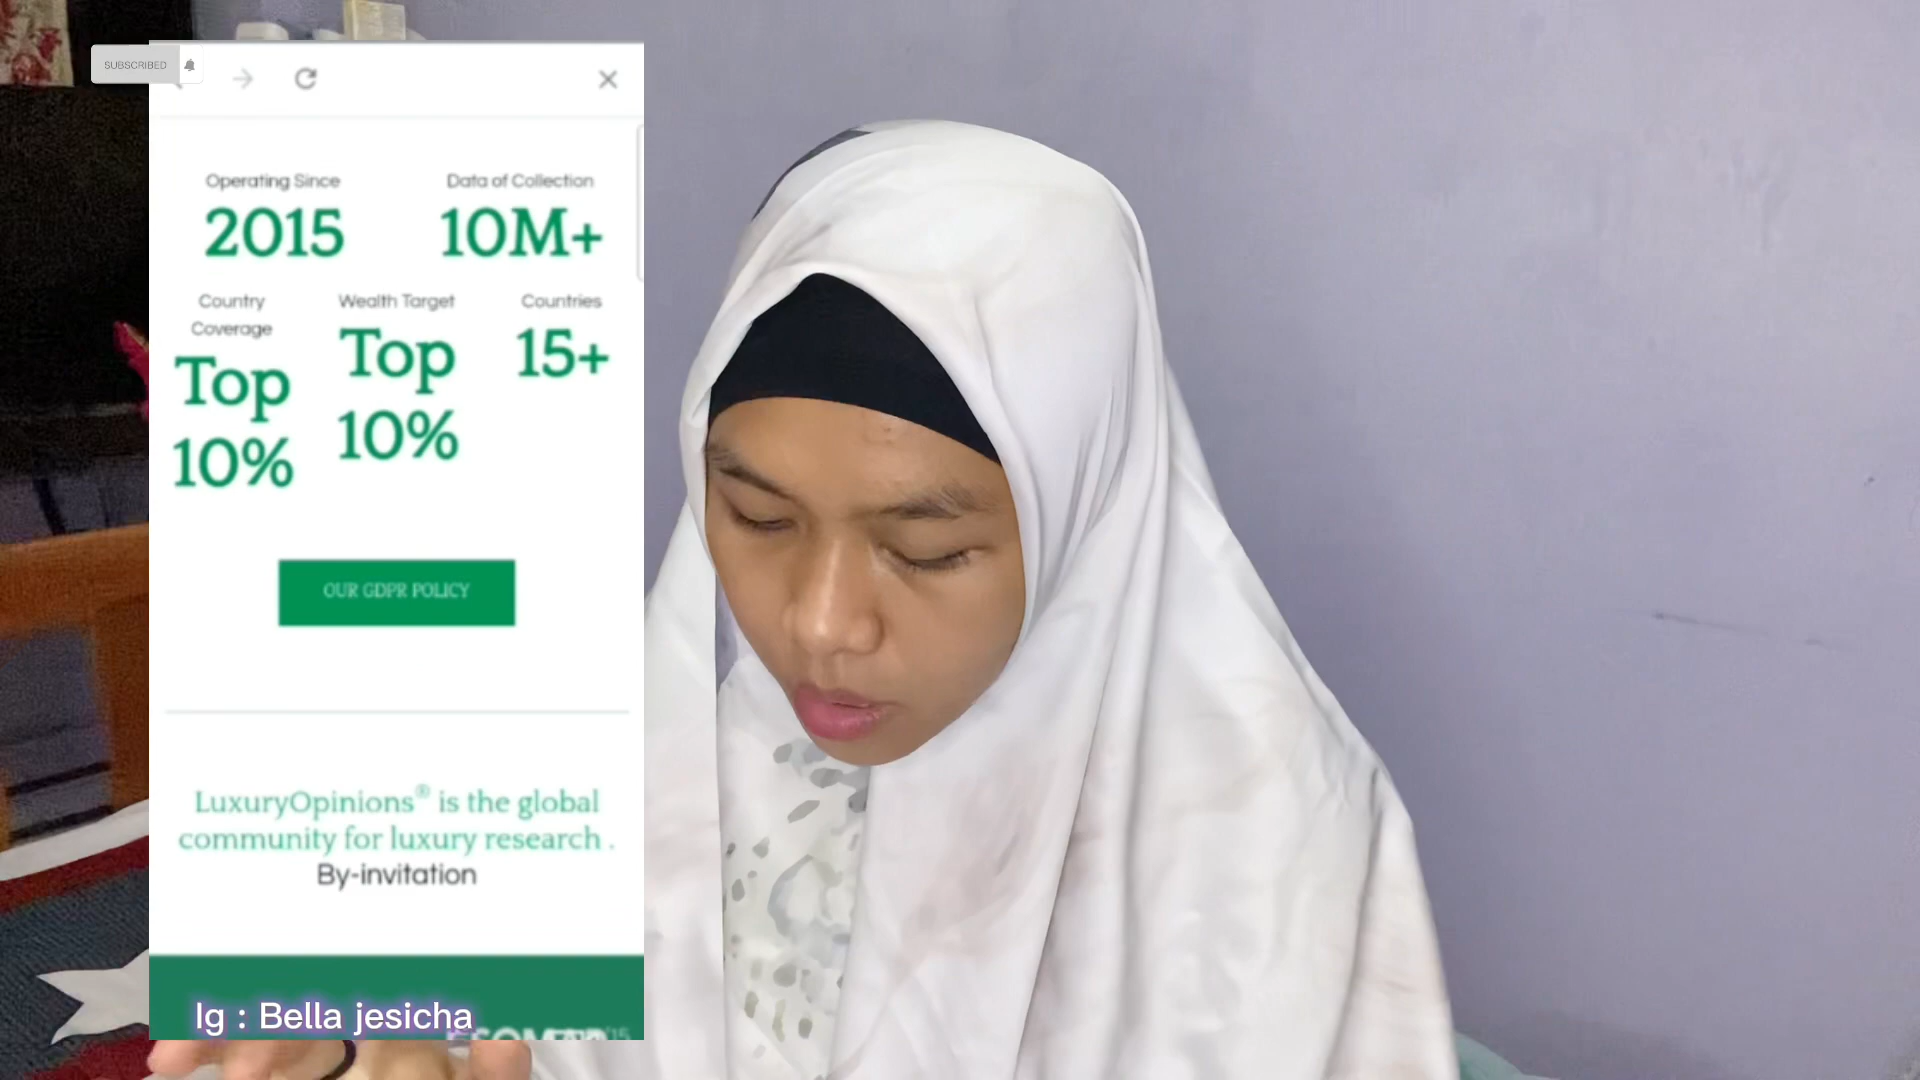 SUBSCRIBED
Operating Since
2015
Data of Collection
10M+
Country
Coverage
Top
10%
Wealth Target
Top
10%
Countries
15+
OUR GDPR POLICY
LuxuryOpinions® is the global
community for luxury research .
By-invitation
Ig : Bella jesicha